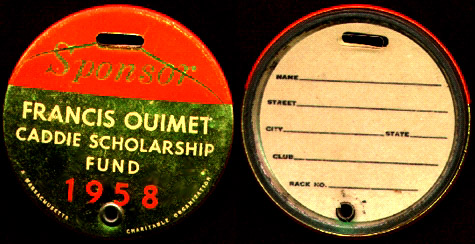 Sponsor
FRANCIS OUIMET
CADDIE SCHOLARSHIP
FUND
1958
A MASSACHUSETTS CHARITABLE ORGANIZATION
NAME
STREET
CITY STATE
CLUB
RACK NO.